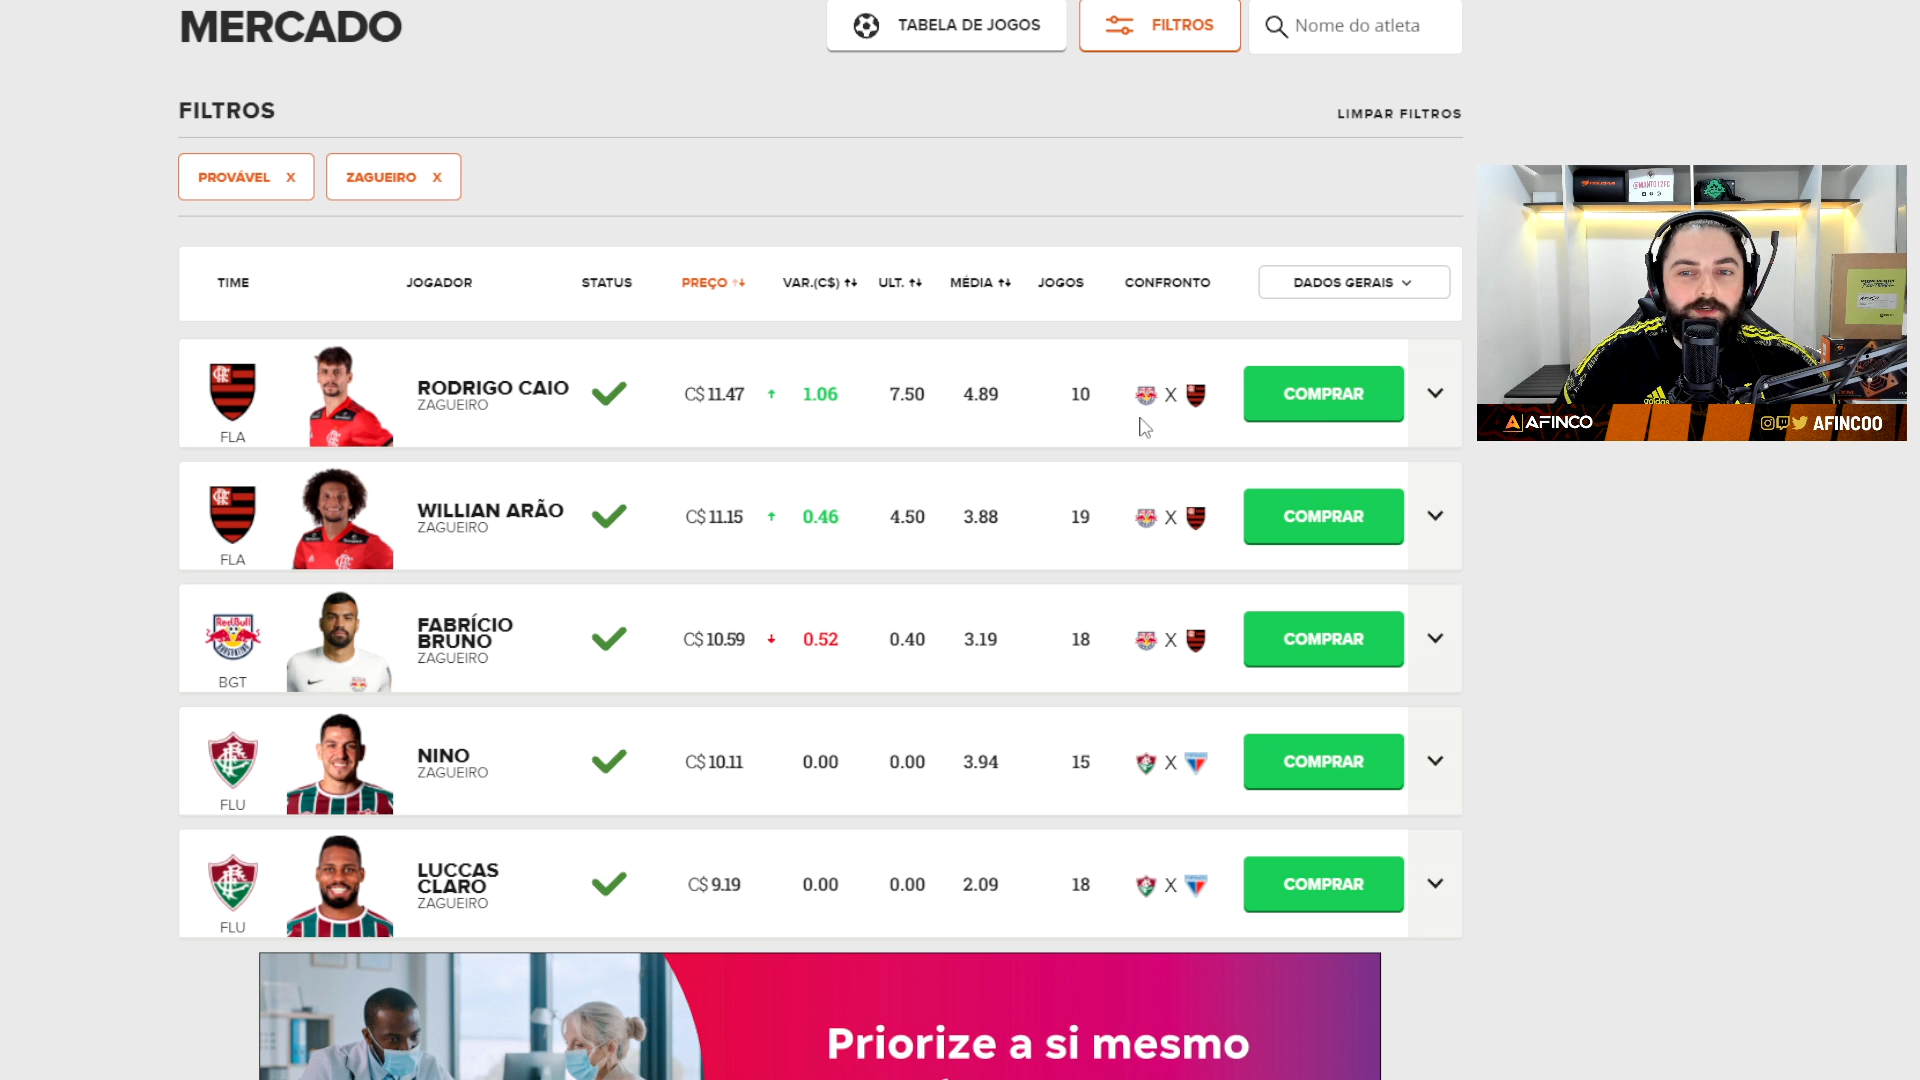 MERCADO
TABELA DE JOGOS
FILTROS
Nome do atleta
FILTROS
LIMPAR FILTROS
PROVÁVEL X
ZAGUEIRO X
TIME JOGADOR STATUS PREÇO VAR.(C$) ULT. MÉDIA JOGOS CONFRONTO DADOS GERAIS
FLA
RODRIGO CAIO
ZAGUEIRO
C$ 11.47 1.06 7.50 4.89 10 X COMPRAR
FLA
WILLIAN ARÃO
ZAGUEIRO
C$ 11.15 0.46 4.50 3.88 19 X COMPRAR
BGT
FABRÍCIO
BRUNO
ZAGUEIRO
C$ 10.59 0.52 0.40 3.19 18 X COMPRAR
FLU
NINO
ZAGUEIRO
C$ 10.11 0.00 0.00 3.94 15 X COMPRAR
FLU
LUCCAS
CLARO
ZAGUEIRO
C$ 9.19 0.00 0.00 2.09 18 X COMPRAR
Priorize a si mesmo
@MANTO12FC
adidas
AFINCO
AFINCOO